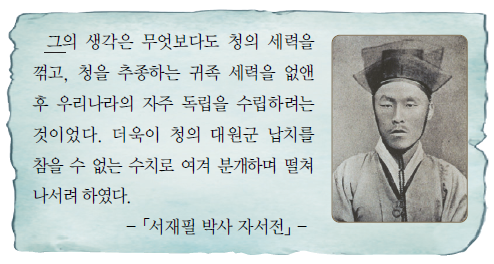 그의 생각은 무엇보다도 청의 세력을
꺾고, 청을 추종하는 귀족 세력을 없앤
후 우리나라의 자주 독립을 수립하려는
것이었다. 더욱이 청의 대원군 납치를
참을 수 없는 수치로 여겨 분개하며 떨쳐
나서려 하였다.
- 「서재필 박사 자서전」 -